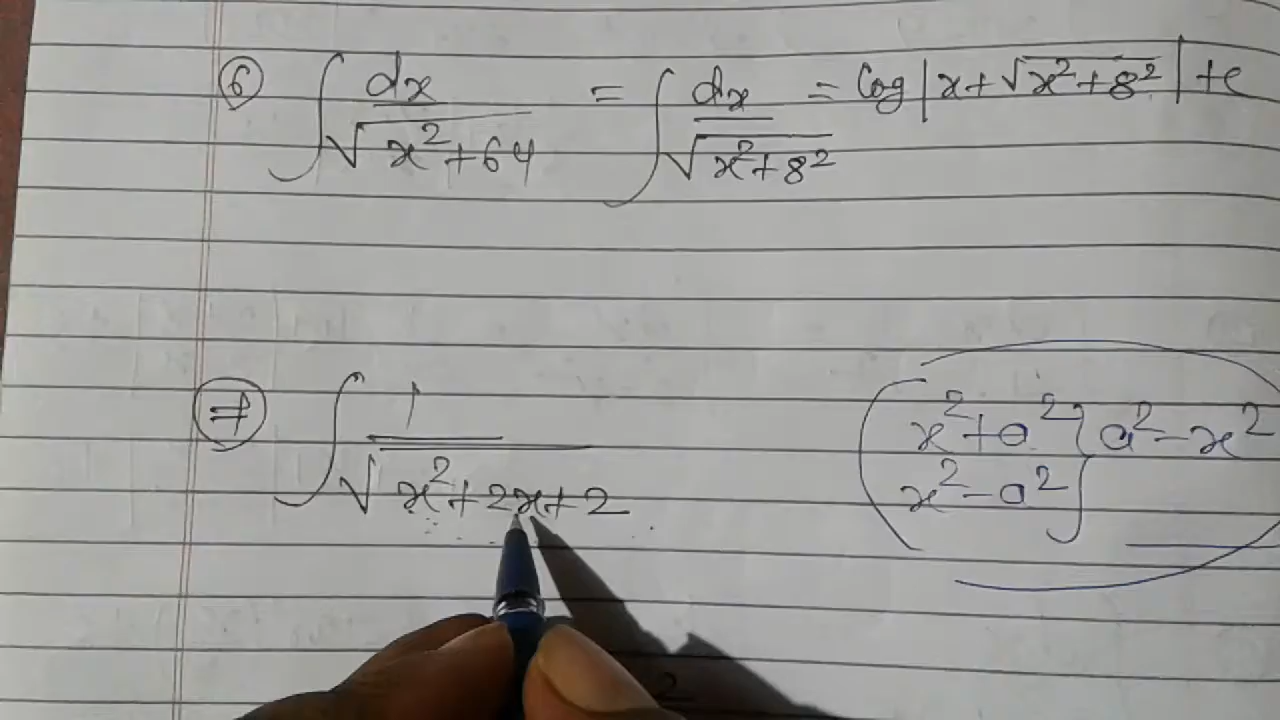 ⑥ ∫ dx/√(x²+64) = ∫ dx/√(x²+8²) = log|x+√(x²+8²)|+c
⑦ ∫ 1/√(x²+2x+2)
x²+a² } a²-x²
x²-a² }
2